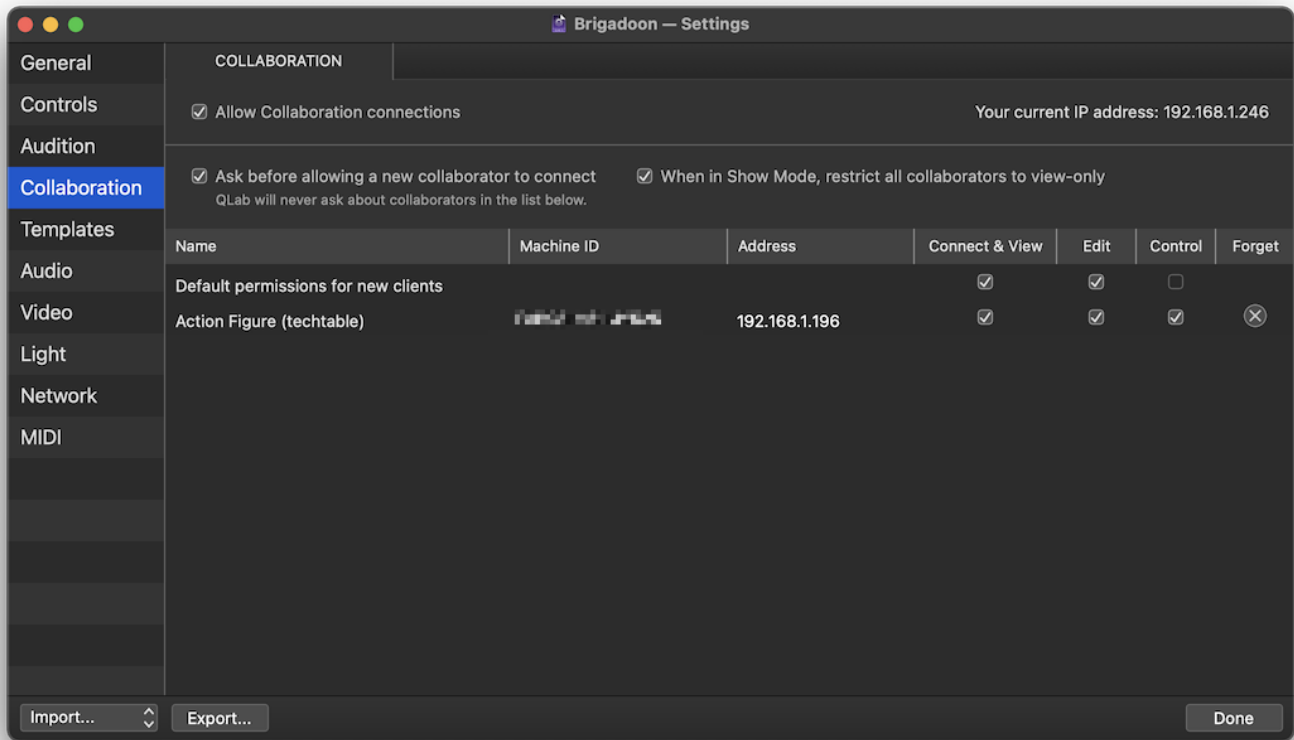 Brigadoon — Settings
General
Controls
Audition
Collaboration
Templates
Audio
Video
Light
Network
MIDI
COLLABORATION
Allow Collaboration connections
Your current IP address: 192.168.1.246
Ask before allowing a new collaborator to connect
QLab will never ask about collaborators in the list below.
When in Show Mode, restrict all collaborators to view-only
Name Machine ID Address Connect & View Edit Control Forget
Default permissions for new clients
Action Figure (techtable) 192.168.1.196
Import... Export... Done